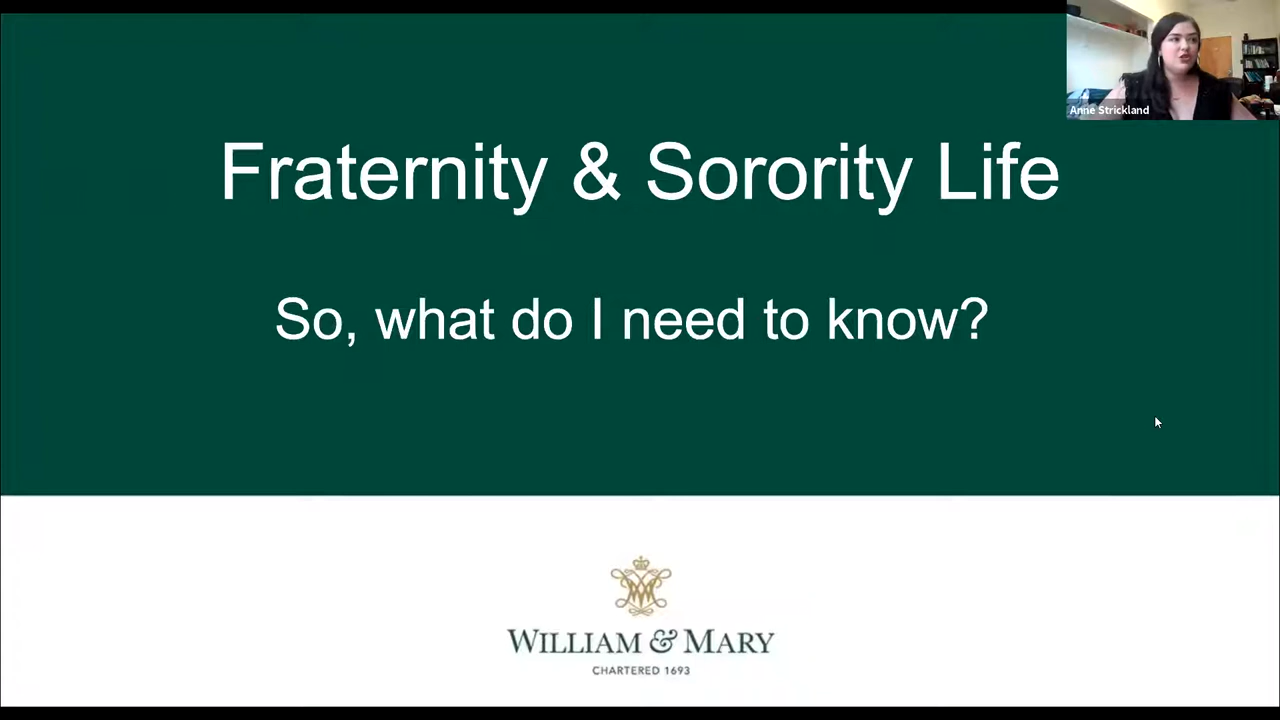 Anne Strickland
Fraternity & Sorority Life
So, what do I need to know?
WILLIAM & MARY
CHARTERED 1693